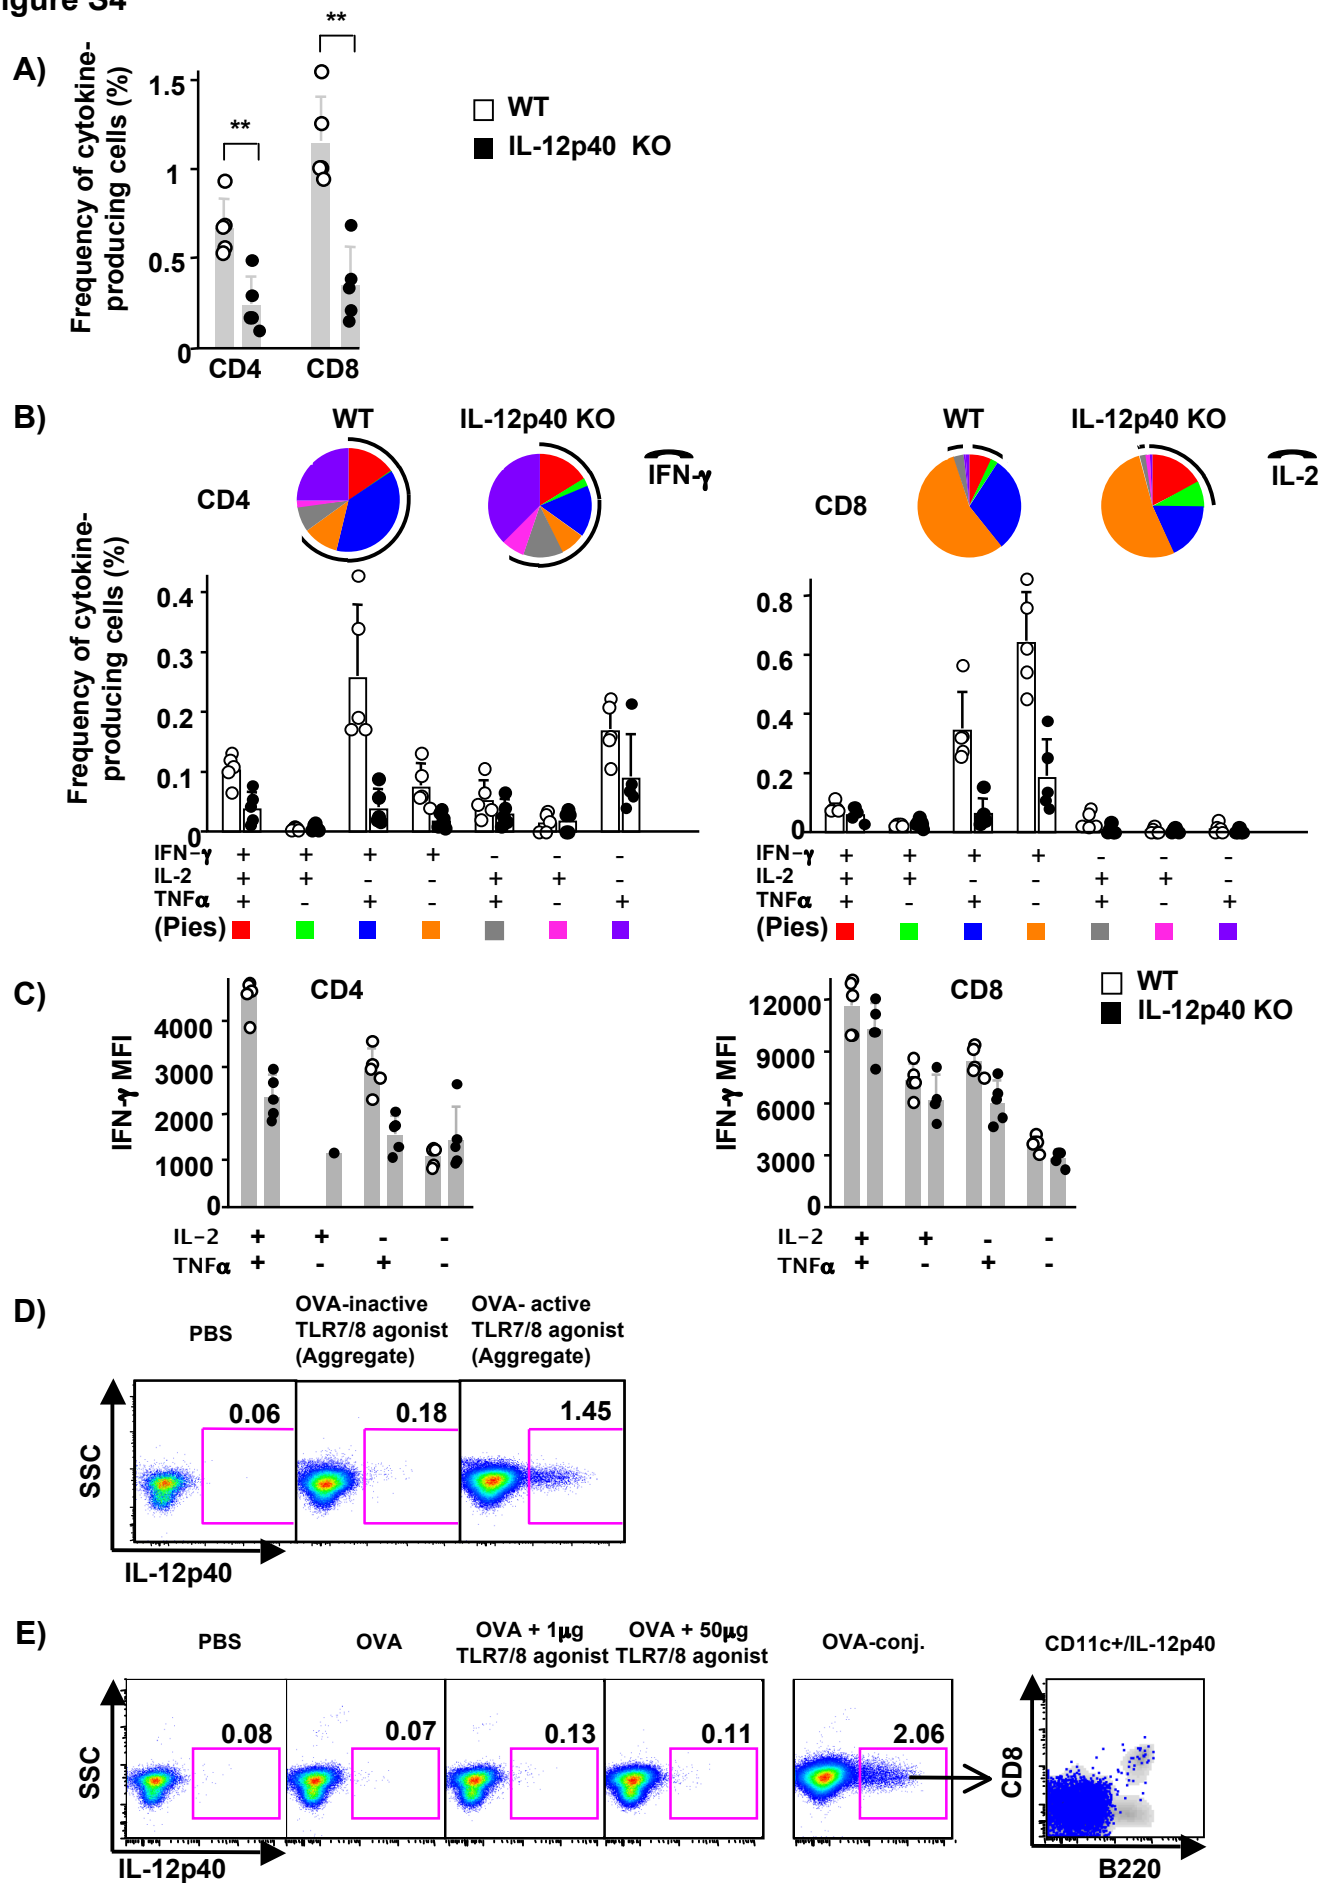 Figure S4
A)
Frequency of cytokine-
producing cells (%)
1.5
1
0.5
0
**
**
CD4
CD8
WT
IL-12p40 KO
B)
WT
IL-12p40 KO
IFN-γ
CD4
WT
IL-12p40 KO
IL-2
CD8
Frequency of cytokine-
producing cells (%)
0.4
0.3
0.2
0.1
0
IFN-γ + + + + - - -
IL-2 + + - - + + -
TNFα + - + - + - +
(Pies)
0.8
0.6
0.4
0.2
0
IFN-γ + + + + - - -
IL-2 + + - - + + -
TNFα + - + - + - +
(Pies)
C)
CD4
IFN-γ MFI
4000
3000
2000
1000
0
IL-2 + + - -
TNFα + - + -
CD8
IFN-γ MFI
12000
9000
6000
3000
0
IL-2 + + - -
TNFα + - + -
WT
IL-12p40 KO
D)
PBS
OVA-inactive
TLR7/8 agonist
(Aggregate)
OVA- active
TLR7/8 agonist
(Aggregate)
0.06
0.18
1.45
SSC
IL-12p40
E)
PBS
OVA
OVA + 1μg
TLR7/8 agonist
OVA + 50μg
TLR7/8 agonist
OVA-conj.
CD11c+/IL-12p40
0.08
0.07
0.13
0.11
2.06
SSC
IL-12p40
CD8
B220